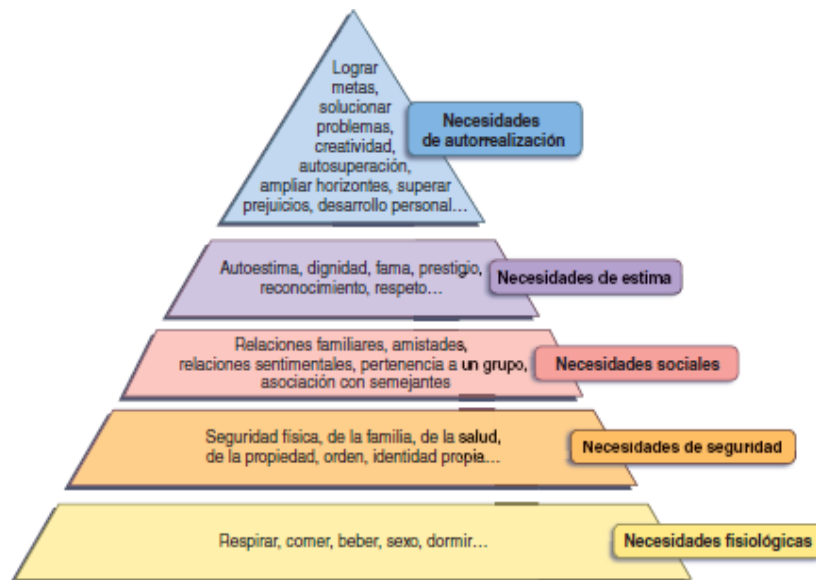 Lograr
metas,
solucionar
problemas,
creatividad,
autosuperación,
ampliar horizontes, superar
prejuicios, desarrollo personal…
Necesidades
de autorrealización
Autoestima, dignidad, fama, prestigio,
reconocimiento, respeto…
Necesidades de estima
Relaciones familiares, amistades,
relaciones sentimentales, pertenencia a un grupo,
asociación con semejantes
Necesidades sociales
Seguridad física, de la familia, de la salud,
de la propiedad, orden, identidad propia…
Necesidades de seguridad
Respirar, comer, beber, sexo, dormir…
Necesidades fisiológicas